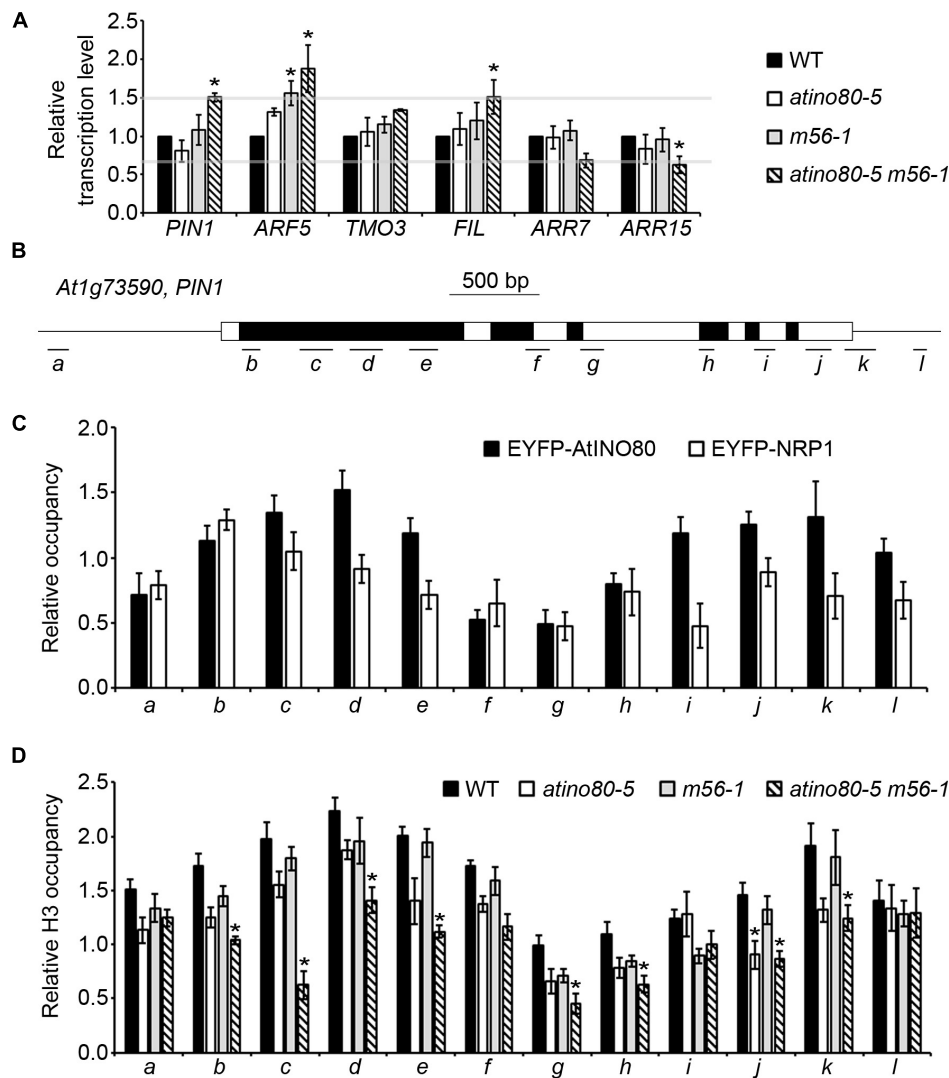 A
Relative
transcription level
2.5
2.0
1.5
1.0
0.5
0.0
* * * * *
PIN1 ARF5 TMO3 FIL ARR7 ARR15
WT
atino80-5
m56-1
atino80-5 m56-1
B
At1g73590, PIN1
500 bp
a b c d e f g h i j k l
C
Relative occupancy
2.0
1.5
1.0
0.5
0.0
EYFP-AtINO80 EYFP-NRP1
a b c d e f g h i j k l
D
Relative H3 occupancy
2.5
2.0
1.5
1.0
0.5
0.0
WT atino80-5 m56-1 atino80-5 m56-1
* * * * * * * * *
a b c d e f g h i j k l